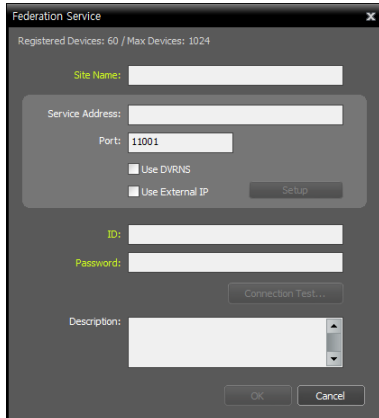 Federation Service x
Registered Devices: 60 / Max Devices: 1024
Site Name:
Service Address:
Port: 11001
Use DVRNS
Use External IP Setup
ID:
Password:
Connection Test...
Description:
OK Cancel